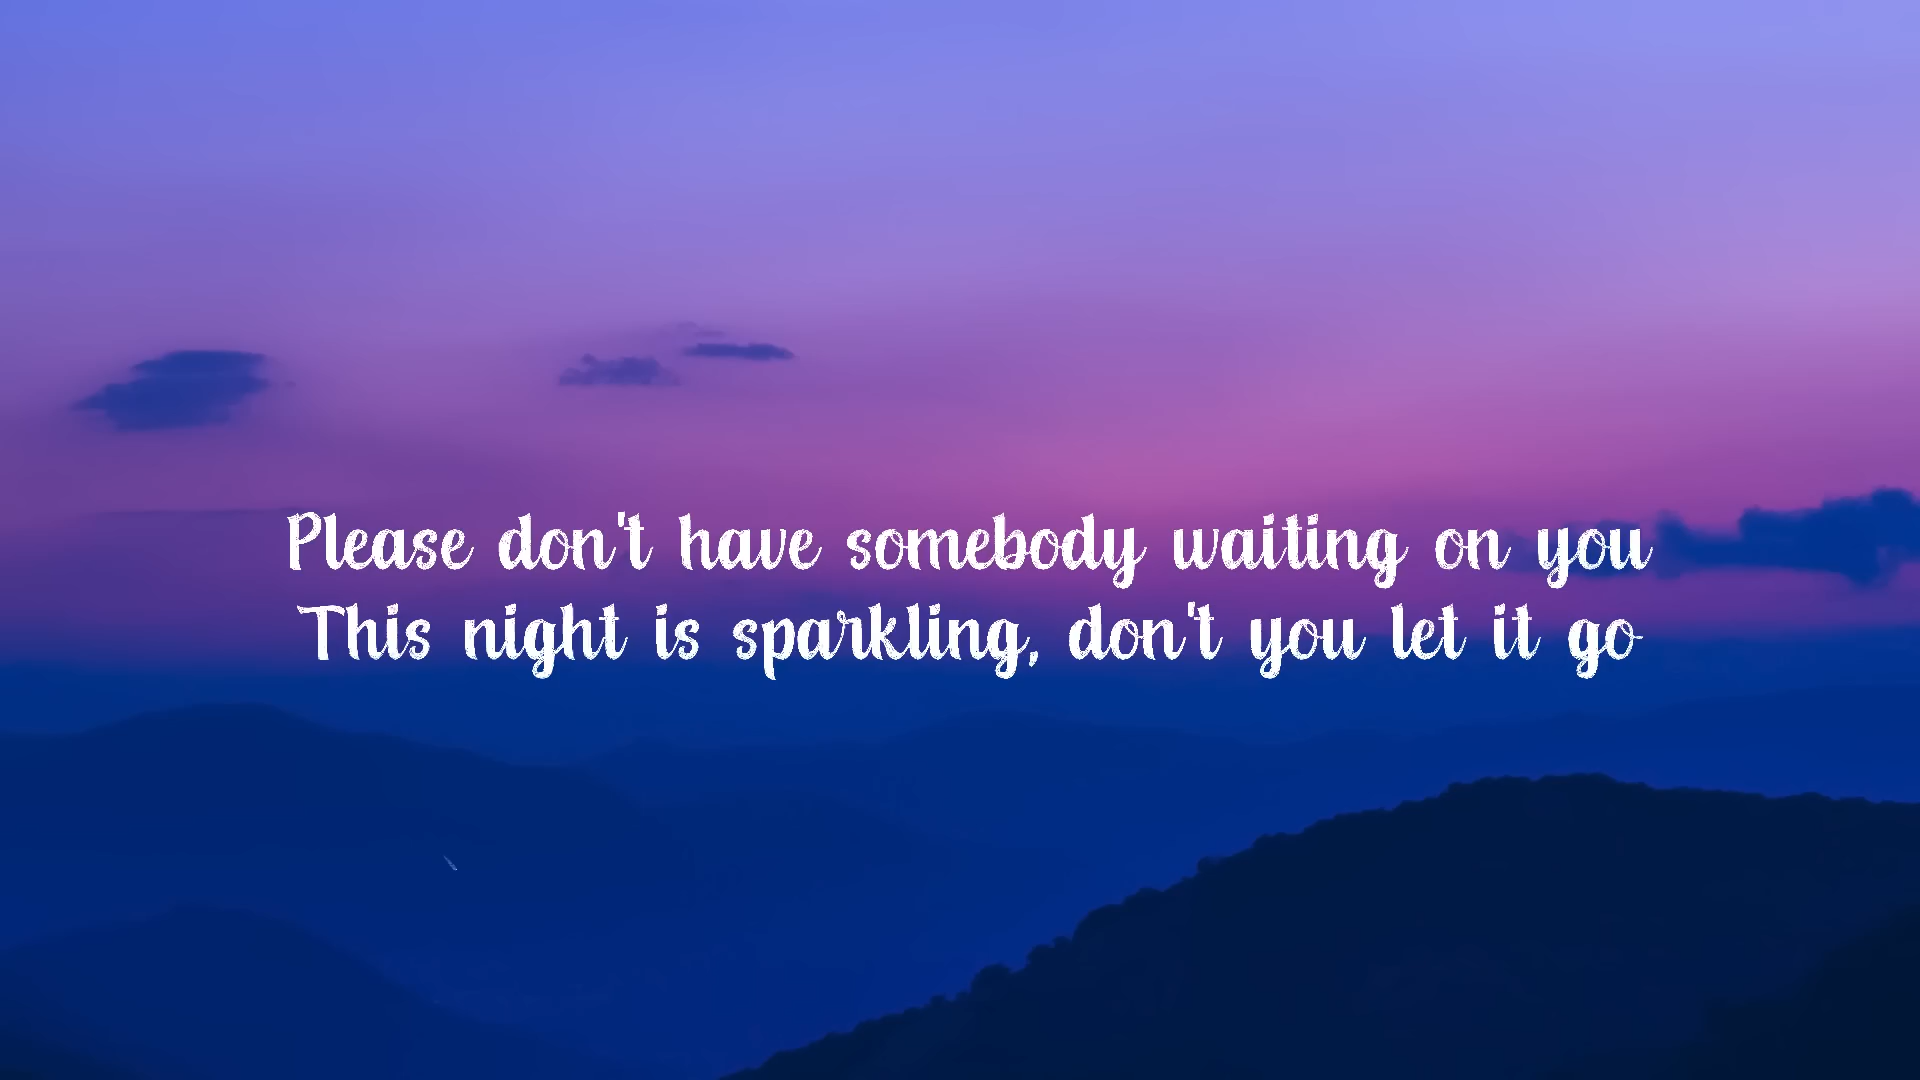 Please don't have somebody waiting on you
This night is sparkling, don't you let it go